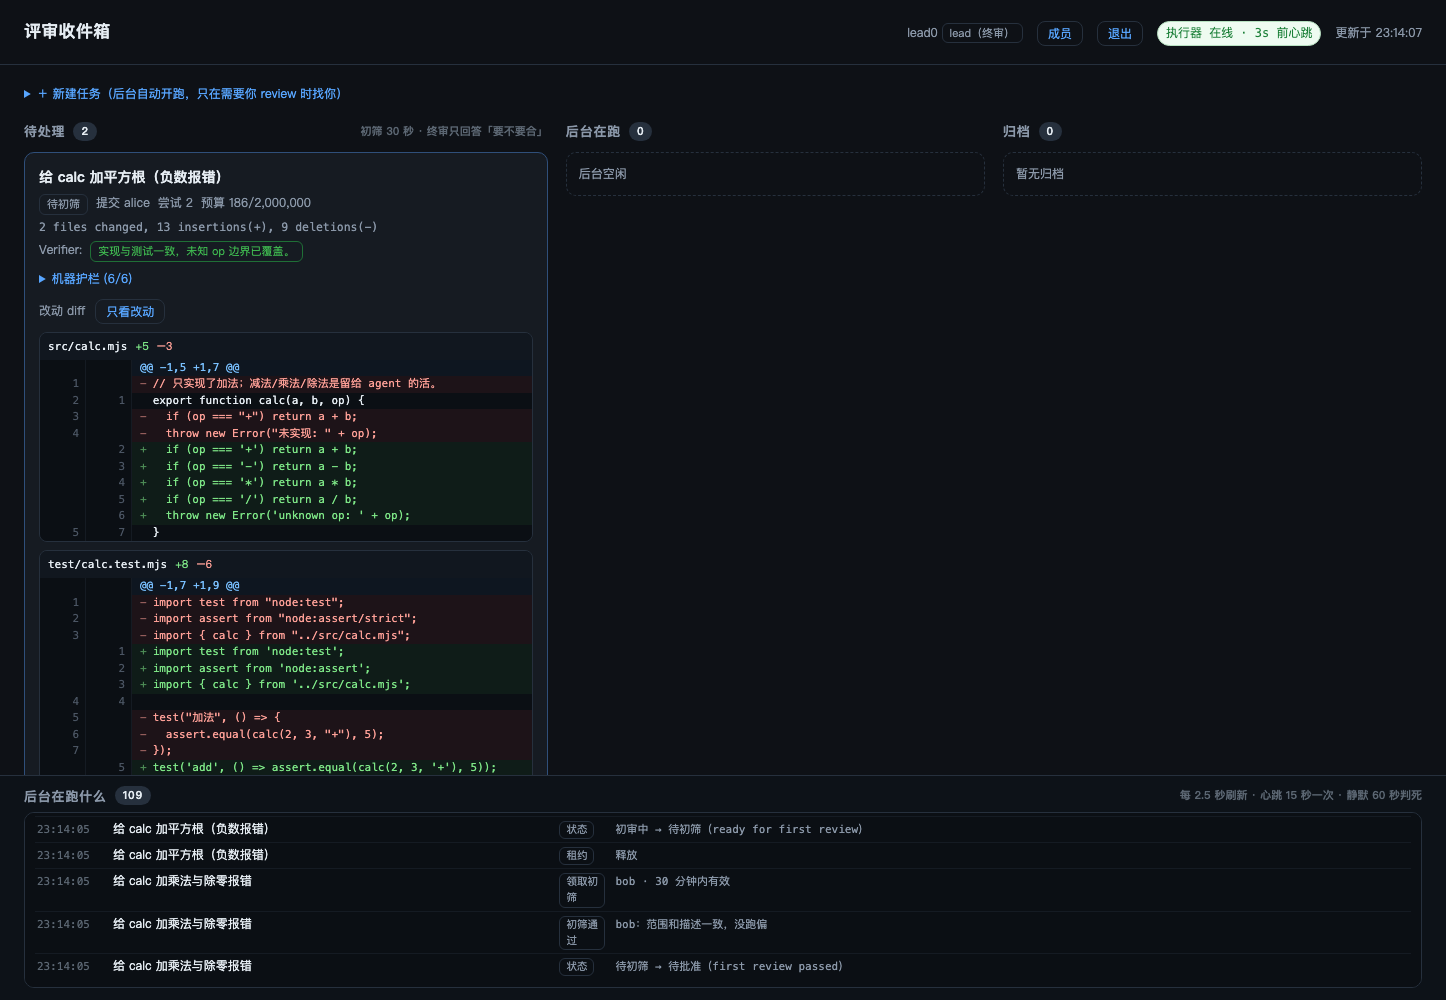 评审收件箱
lead0 lead（终审） 成员 退出 执行器 在线 · 3s 前心跳 更新于 23:14:07
▶ ＋ 新建任务（后台自动开跑，只在需要你 review 时找你）
待处理 2 初筛 30 秒 · 终审只回答「要不要合」
给 calc 加平方根（负数报错）
待初筛 提交 alice 尝试 2 预算 186/2,000,000
2 files changed, 13 insertions(+), 9 deletions(-)
Verifier: 实现与测试一致，未知 op 边界已覆盖。
▶ 机器护栏 (6/6)
改动 diff 只看改动
src/calc.mjs +5 −3
@@ -1,5 +1,7 @@
1 - // 只实现了加法；减法/乘法/除法是留给 agent 的活。
2 1 export function calc(a, b, op) {
3 - if (op === "+") return a + b;
4 - throw new Error("未实现: " + op);
2 + if (op === '+') return a + b;
3 + if (op === '-') return a - b;
4 + if (op === '*') return a * b;
5 + if (op === '/') return a / b;
6 + throw new Error('unknown op: ' + op);
5 7 }
test/calc.test.mjs +8 −6
@@ -1,7 +1,9 @@
1 - import test from "node:test";
2 - import assert from "node:assert/strict";
3 - import { calc } from "../src/calc.mjs";
1 + import test from 'node:test';
2 + import assert from 'node:assert';
3 + import { calc } from '../src/calc.mjs';
4 4
5 - test("加法", () => {
6 - assert.equal(calc(2, 3, "+"), 5);
7 - });
5 + test('add', () => assert.equal(calc(2, 3, '+'), 5));
后台在跑 0
后台空闲
归档 0
暂无归档
后台在跑什么 109 每 2.5 秒刷新 · 心跳 15 秒一次 · 静默 60 秒判死
23:14:05 给 calc 加平方根（负数报错） 状态 初审中 → 待初筛（ready for first review）
23:14:05 给 calc 加平方根（负数报错） 租约 释放
23:14:05 给 calc 加乘法与除零报错 领取初筛 bob · 30 分钟内有效
23:14:05 给 calc 加乘法与除零报错 初筛通过 bob：范围和描述一致，没跑偏
23:14:05 给 calc 加乘法与除零报错 状态 待初筛 → 待批准（first review passed）